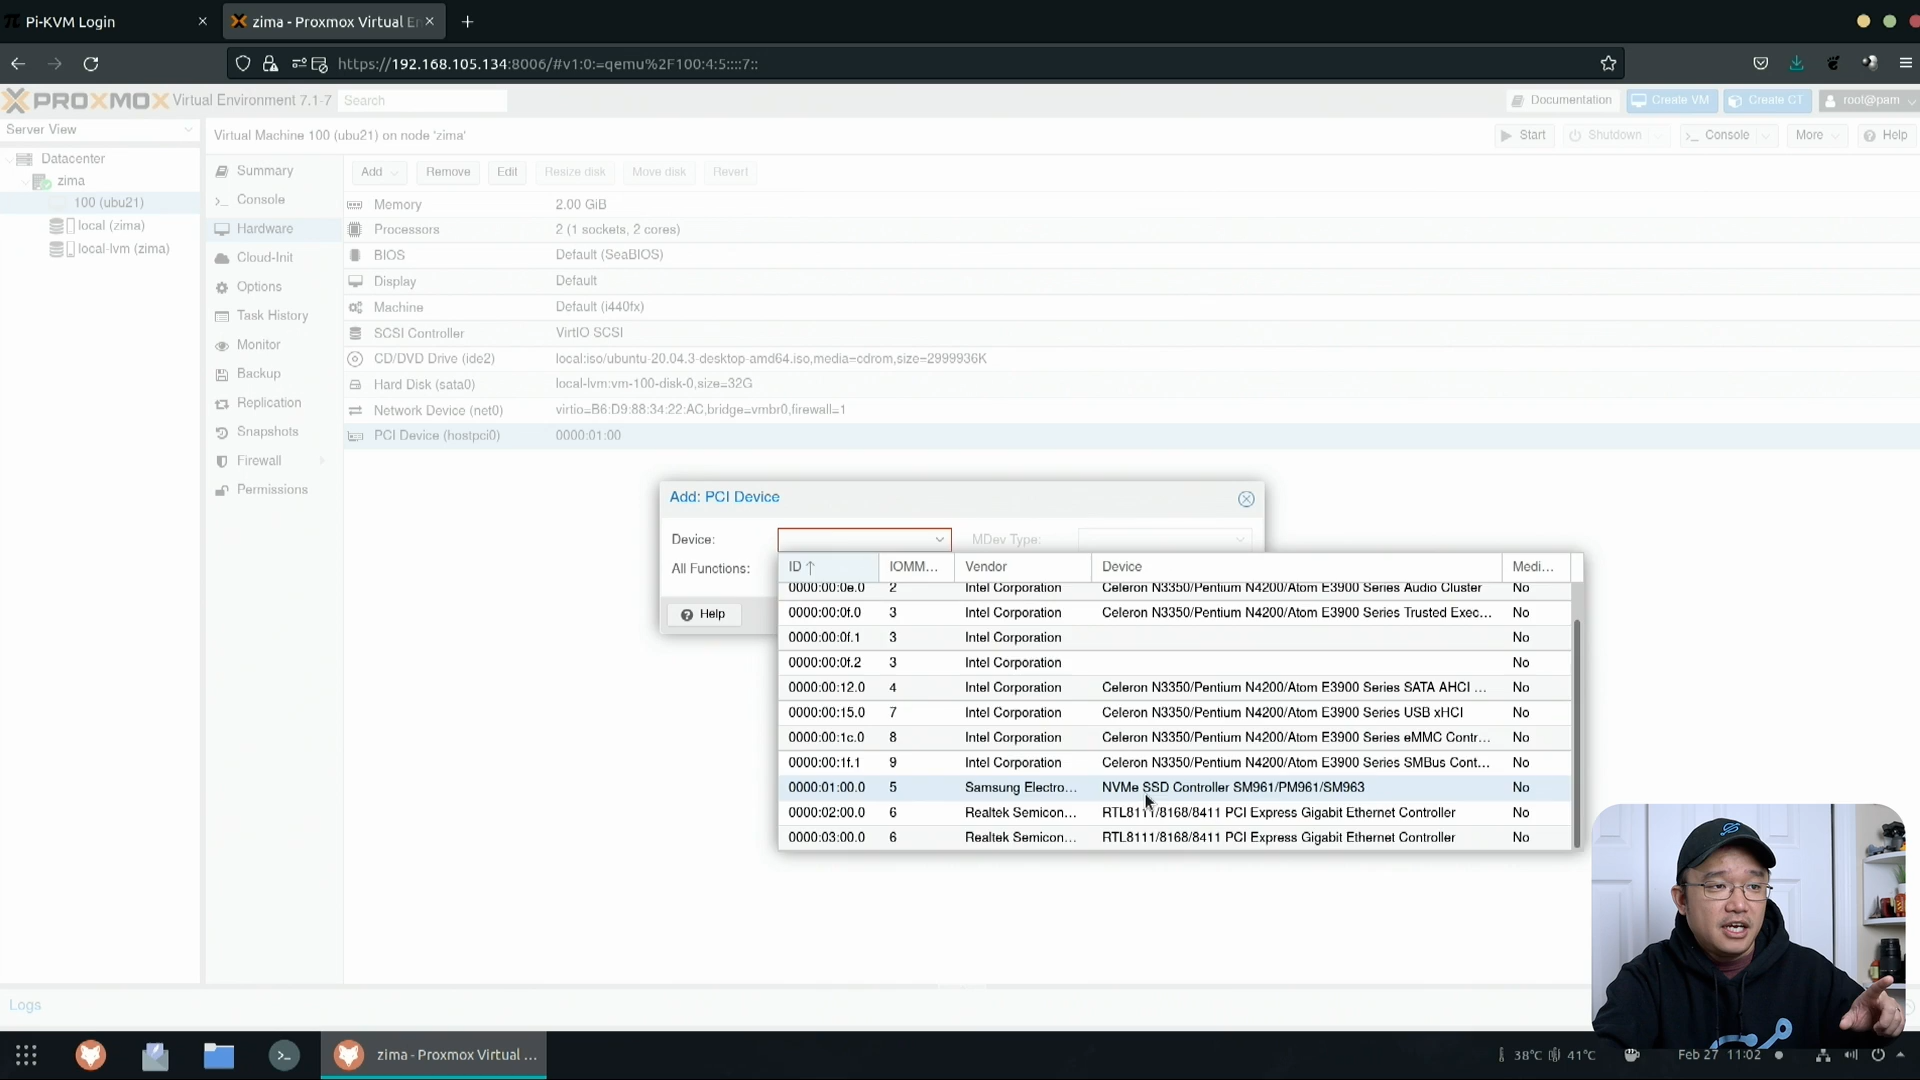 Pi-KVM Login
zima - Proxmox Virtual E
https://192.168.105.134:8006/#v1:0:=qemu%2F100:4:5::::7::
PROXMOX Virtual Environment 7.1-7
Search
Documentation
Create VM
Create CT
root@pam
Server View
Virtual Machine 100 (ubu21) on node 'zima'
Start
Shutdown
Console
More
Help
Datacenter
zima
100 (ubu21)
local (zima)
local-lvm (zima)
Summary
Console
Hardware
Cloud-Init
Options
Task History
Monitor
Backup
Replication
Snapshots
Firewall
Permissions
Add
Remove
Edit
Resize disk
Move disk
Revert
Memory 2.00 GiB
Processors 2 (1 sockets, 2 cores)
BIOS Default (SeaBIOS)
Display Default
Machine Default (i440fx)
SCSI Controller VirtIO SCSI
CD/DVD Drive (ide2) local:iso/ubuntu-20.04.3-desktop-amd64.iso,media=cdrom,size=2999936K
Hard Disk (sata0) local-lvm:vm-100-disk-0,size=32G
Network Device (net0) virtio=B6:D9:88:34:22:AC,bridge=vmbr0,firewall=1
PCI Device (hostpci0) 0000:01:00
Add: PCI Device
Device:
MDev Type:
All Functions:
Help
ID IOMM... Vendor Device Medi...
0000:00:0e.0 2 Intel Corporation Celeron N3350/Pentium N4200/Atom E3900 Series Audio Cluster No
0000:00:0f.0 3 Intel Corporation Celeron N3350/Pentium N4200/Atom E3900 Series Trusted Exec... No
0000:00:0f.1 3 Intel Corporation No
0000:00:0f.2 3 Intel Corporation No
0000:00:12.0 4 Intel Corporation Celeron N3350/Pentium N4200/Atom E3900 Series SATA AHCI ... No
0000:00:15.0 7 Intel Corporation Celeron N3350/Pentium N4200/Atom E3900 Series USB xHCI No
0000:00:1c.0 8 Intel Corporation Celeron N3350/Pentium N4200/Atom E3900 Series eMMC Contr... No
0000:00:1f.1 9 Intel Corporation Celeron N3350/Pentium N4200/Atom E3900 Series SMBus Cont... No
0000:01:00.0 5 Samsung Electro... NVMe SSD Controller SM961/PM961/SM963 No
0000:02:00.0 6 Realtek Semicon... RTL8111/8168/8411 PCI Express Gigabit Ethernet Controller No
0000:03:00.0 6 Realtek Semicon... RTL8111/8168/8411 PCI Express Gigabit Ethernet Controller No
Logs
zima - Proxmox Virtual ...
38°C 41°C
Feb 27 11:02